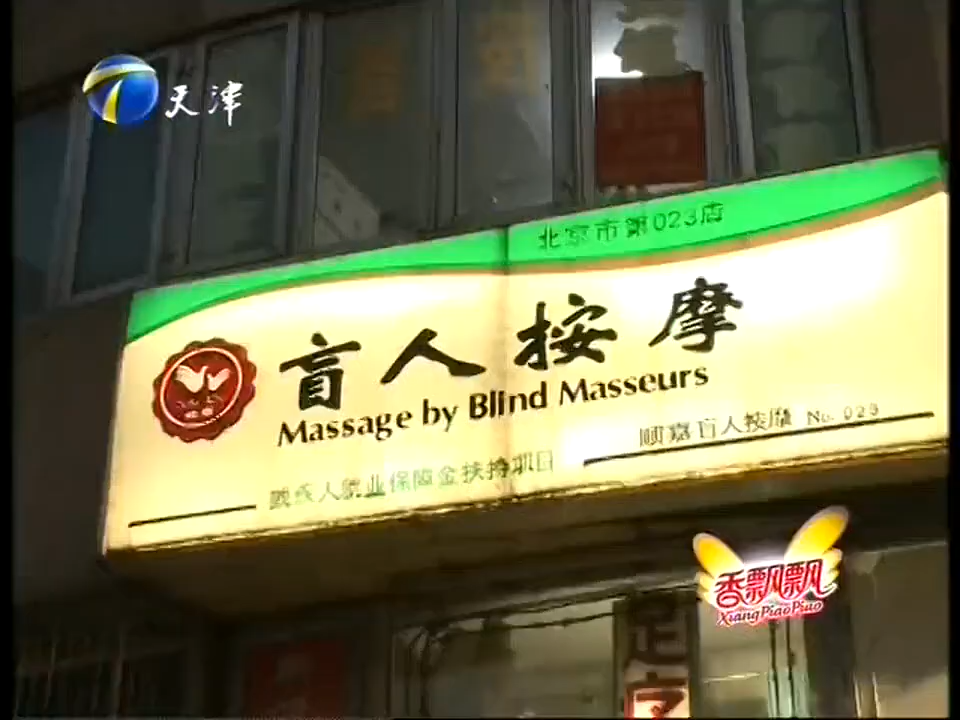 天津
北京市第023店
盲人按摩
Massage by Blind Masseurs
顺嘉盲人按摩 No. 023
残疾人就业保障金扶持项目
香飘飘
XiangPiaoPiao
足